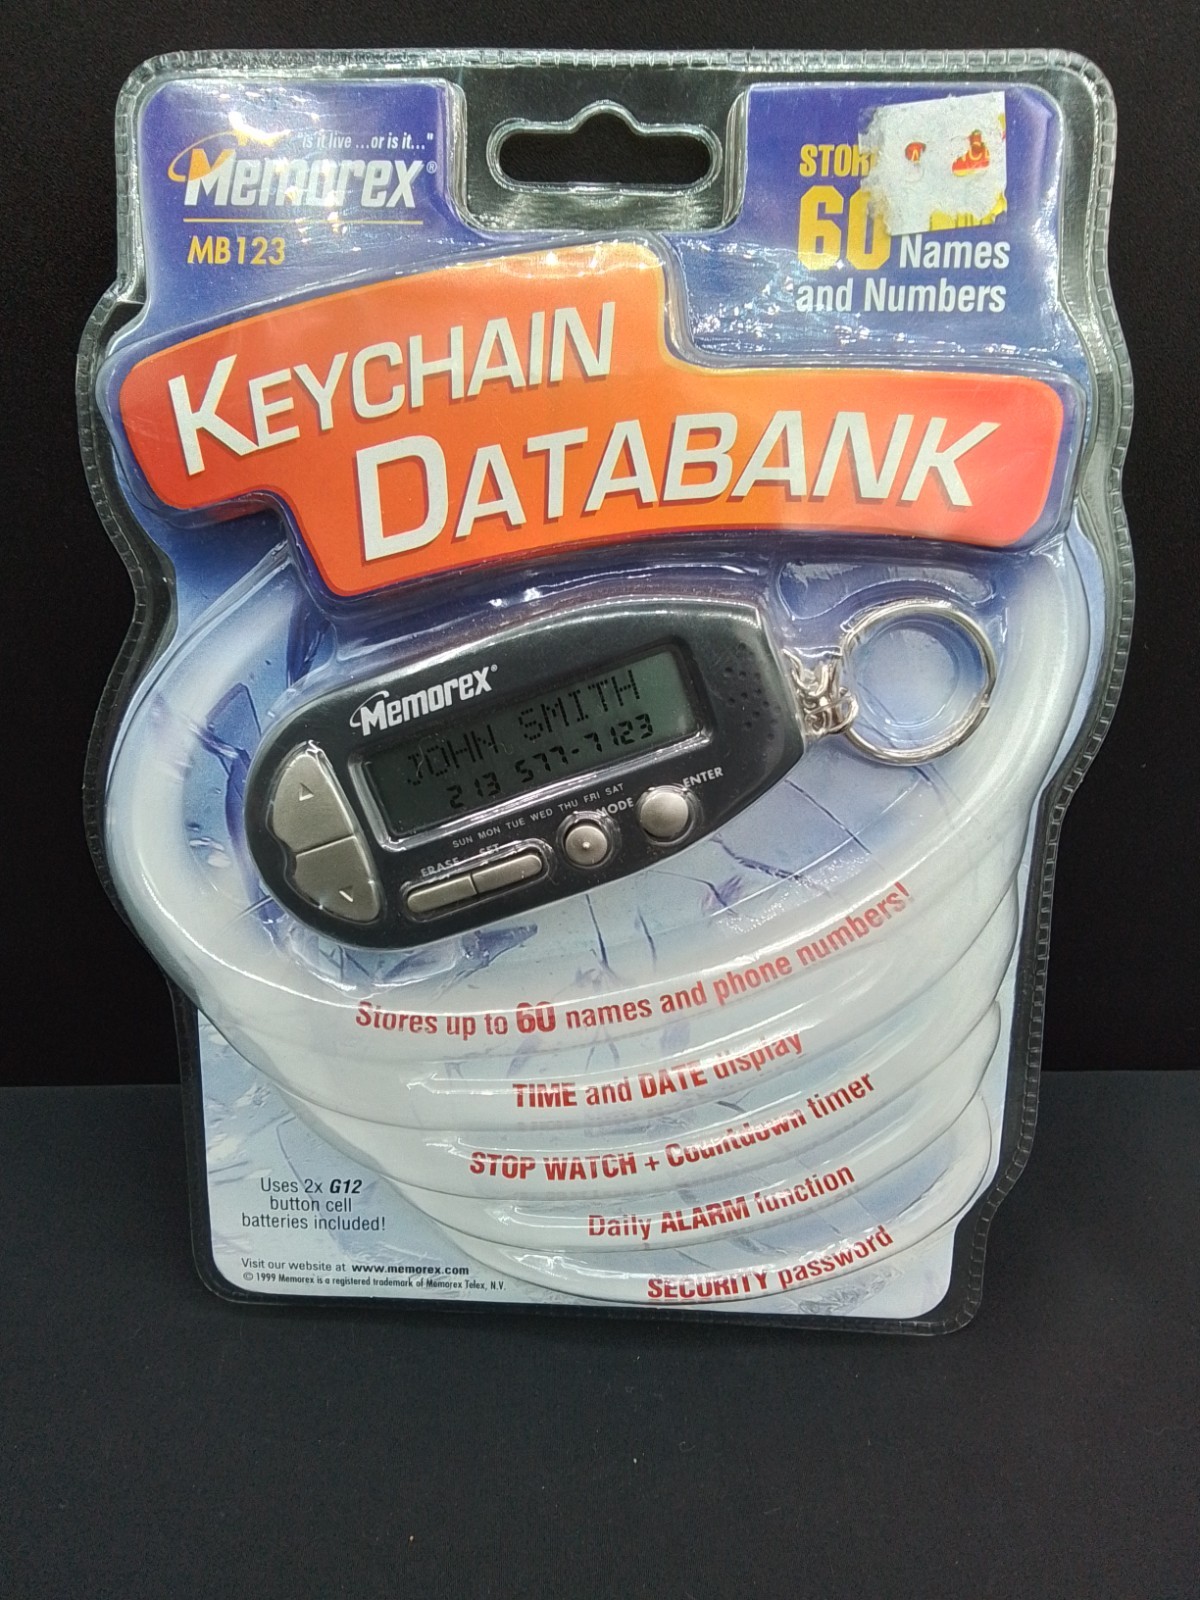 "is it live ...or is it..."
Memorex®
MB123
60
Names
and Numbers
KEYCHAIN
DATABANK
Memorex®
JOHN SMITH
213 577-7123
SUN MON TUE WED THU FRI SAT
MODE
ENTER
ERASE SET
Stores up to 60 names and phone numbers!
TIME and DATE display
STOP WATCH + Countdown timer
Daily ALARM function
SECURITY password
Uses 2x G12
button cell
batteries included!
Visit our website at www.memorex.com
© 1999 Memorex is a registered trademark of Memorex Telex, N.V.